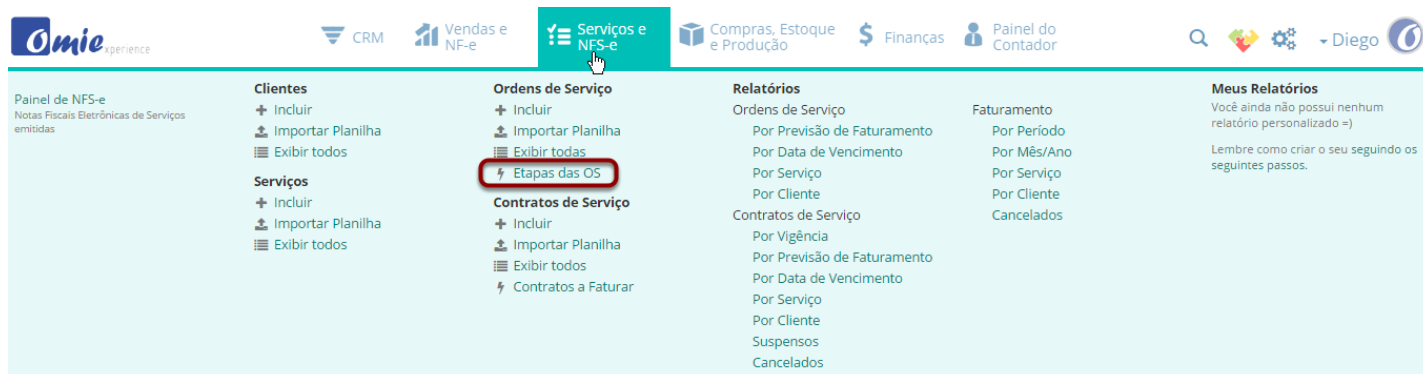 Omie xperience
CRM
Vendas e
NF-e
Serviços e
NFS-e
Compras, Estoque
e Produção
$ Finanças
Painel do
Contador
Diego
Painel de NFS-e
Notas Fiscais Eletrônicas de Serviços
emitidas
Clientes
+ Incluir
Importar Planilha
Exibir todos
Serviços
+ Incluir
Importar Planilha
Exibir todos
Ordens de Serviço
+ Incluir
Importar Planilha
Exibir todas
Etapas das OS
Contratos de Serviço
+ Incluir
Importar Planilha
Exibir todos
Contratos a Faturar
Relatórios
Ordens de Serviço
Por Previsão de Faturamento
Por Data de Vencimento
Por Serviço
Por Cliente
Contratos de Serviço
Por Vigência
Por Previsão de Faturamento
Por Data de Vencimento
Por Serviço
Por Cliente
Suspensos
Cancelados
Faturamento
Por Período
Por Mês/Ano
Por Serviço
Por Cliente
Cancelados
Meus Relatórios
Você ainda não possui nenhum
relatório personalizado =)
Lembre como criar o seu seguindo os
seguintes passos.